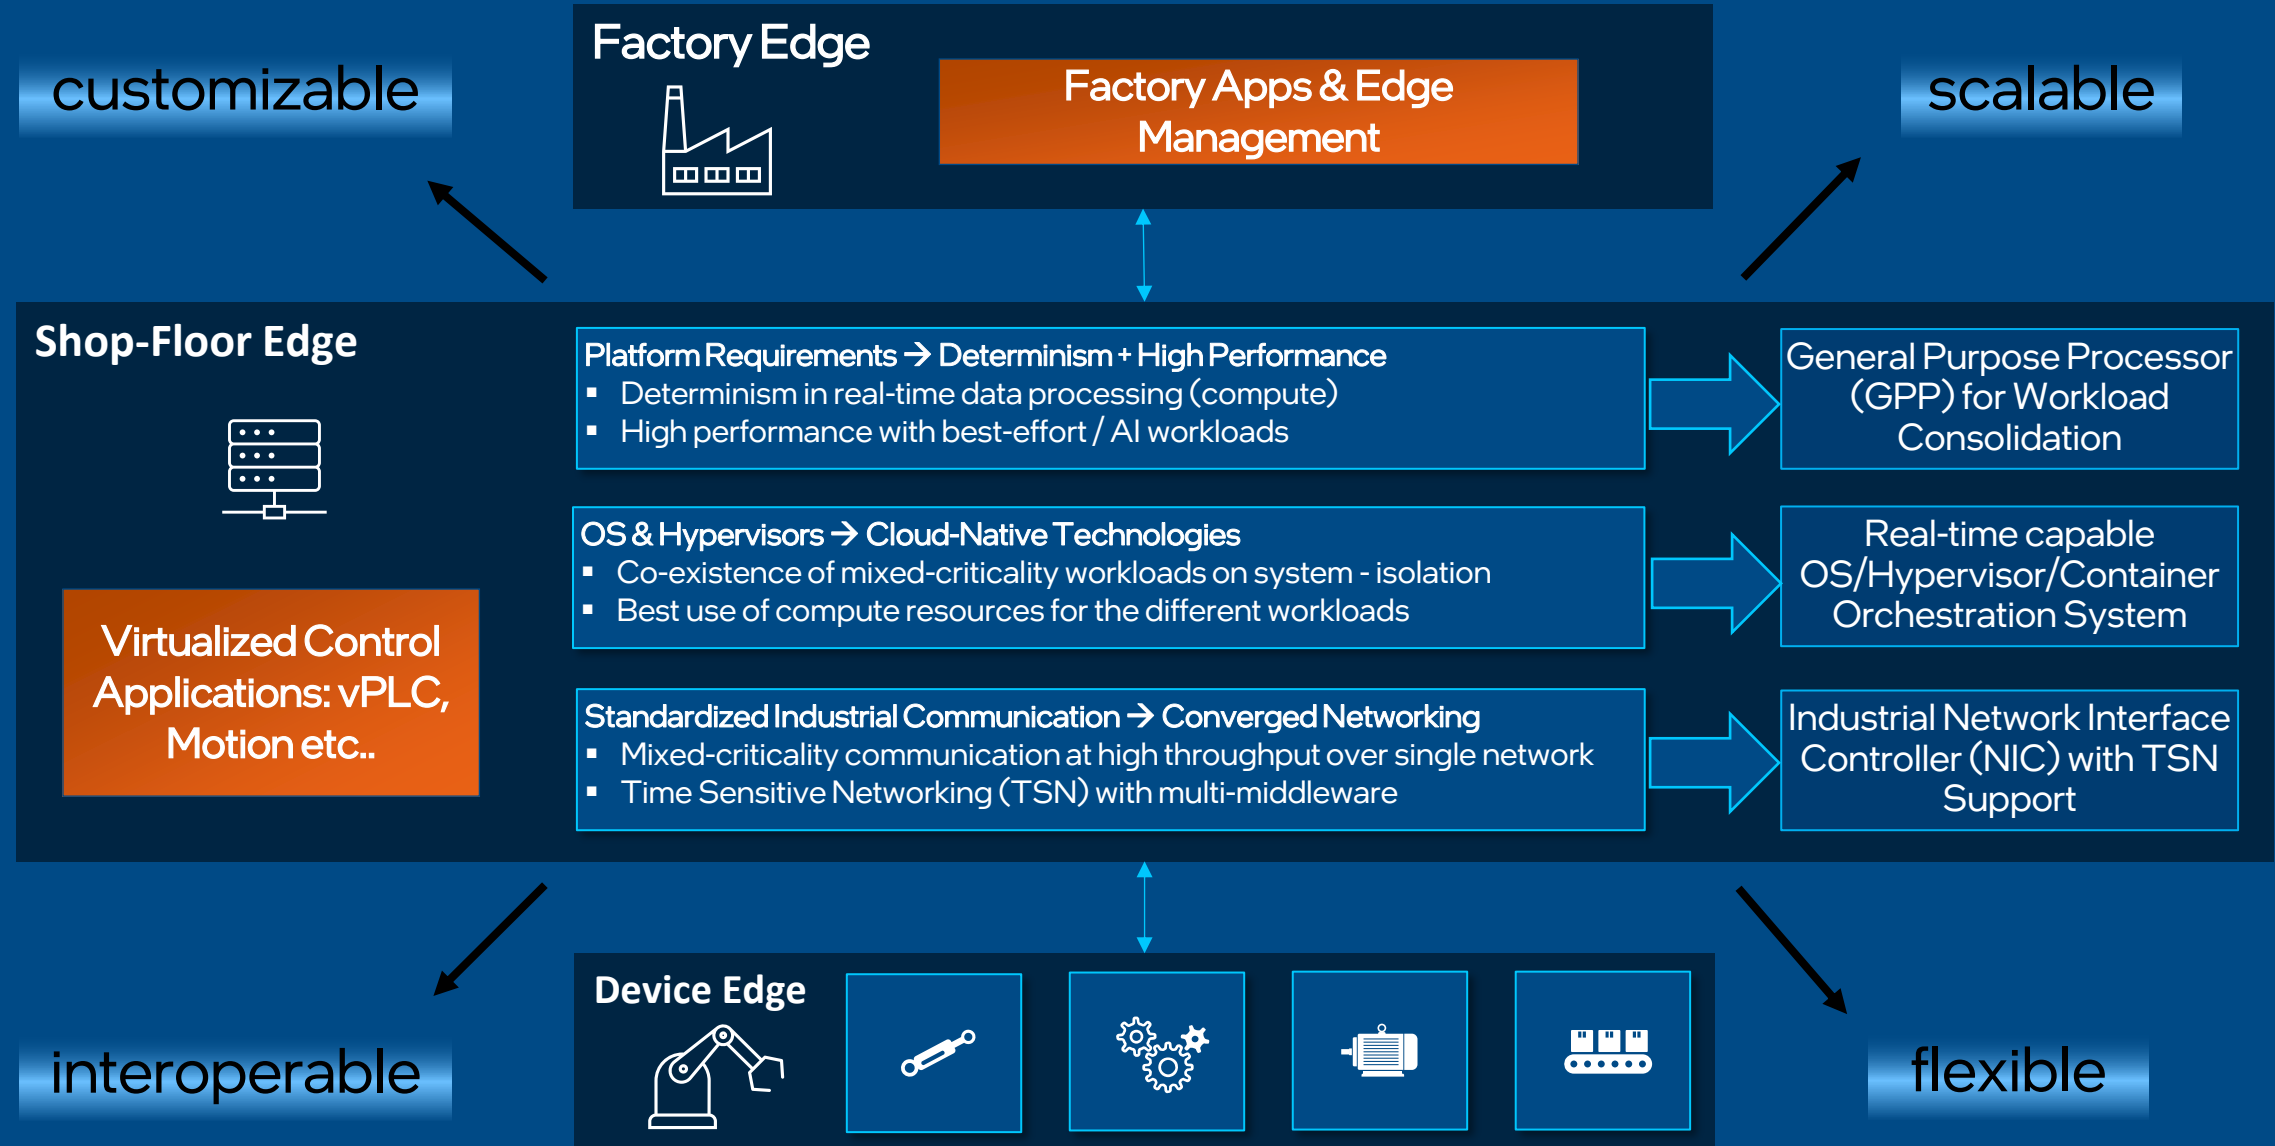 customizable
Factory Edge
Factory Apps & Edge
Management
scalable
Shop-Floor Edge
Virtualized Control
Applications: vPLC,
Motion etc..
Platform Requirements → Determinism + High Performance
▪ Determinism in real-time data processing (compute)
▪ High performance with best-effort / AI workloads
General Purpose Processor
(GPP) for Workload
Consolidation
OS & Hypervisors → Cloud-Native Technologies
▪ Co-existence of mixed-criticality workloads on system - isolation
▪ Best use of compute resources for the different workloads
Real-time capable
OS/Hypervisor/Container
Orchestration System
Standardized Industrial Communication → Converged Networking
▪ Mixed-criticality communication at high throughput over single network
▪ Time Sensitive Networking (TSN) with multi-middleware
Industrial Network Interface
Controller (NIC) with TSN
Support
interoperable
Device Edge
flexible